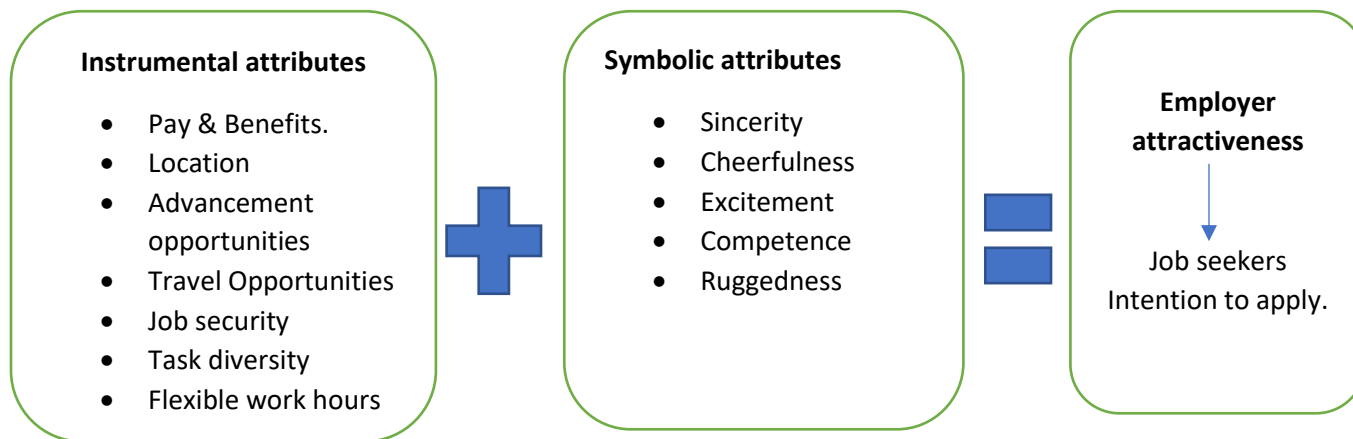 Instrumental attributes
• Pay & Benefits.
• Location
• Advancement
opportunities
• Travel Opportunities
• Job security
• Task diversity
• Flexible work hours
Symbolic attributes
• Sincerity
• Cheerfulness
• Excitement
• Competence
• Ruggedness
Employer
attractiveness
Job seekers
Intention to apply.